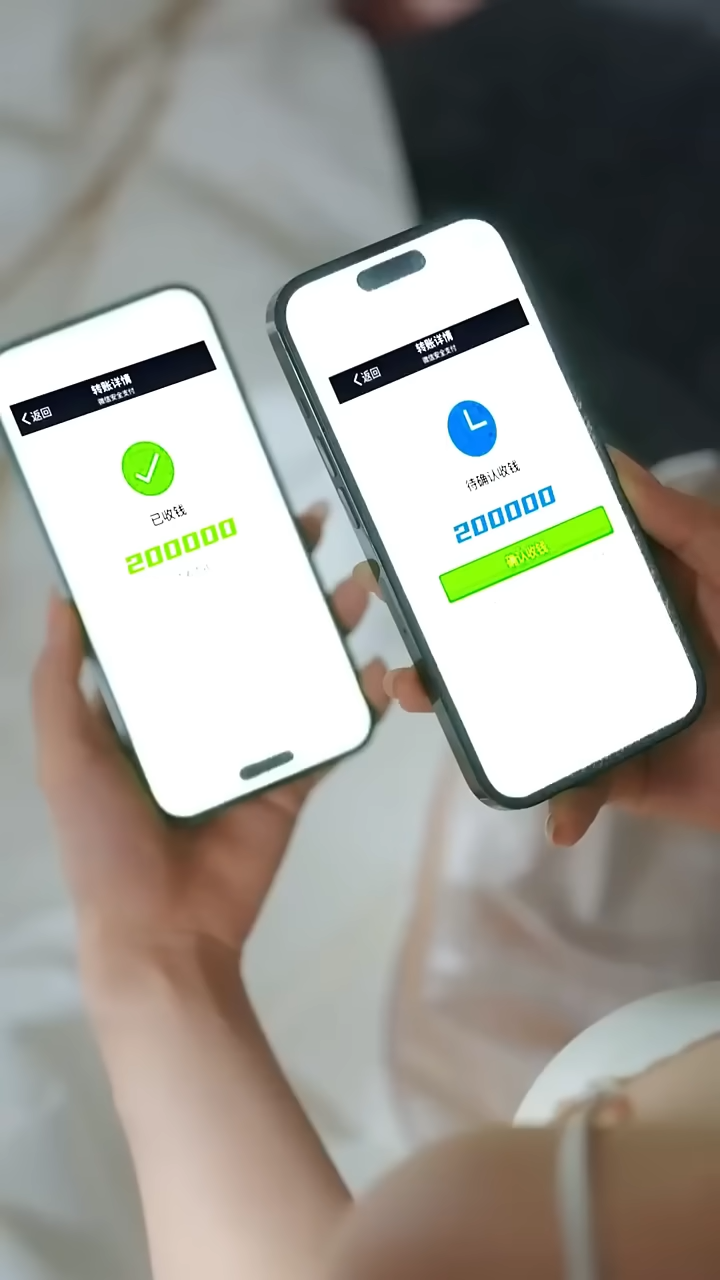 转账详情
微信安全支付
返回
已收钱
200000
转账详情
微信安全支付
返回
待确认收钱
200000
确认收钱